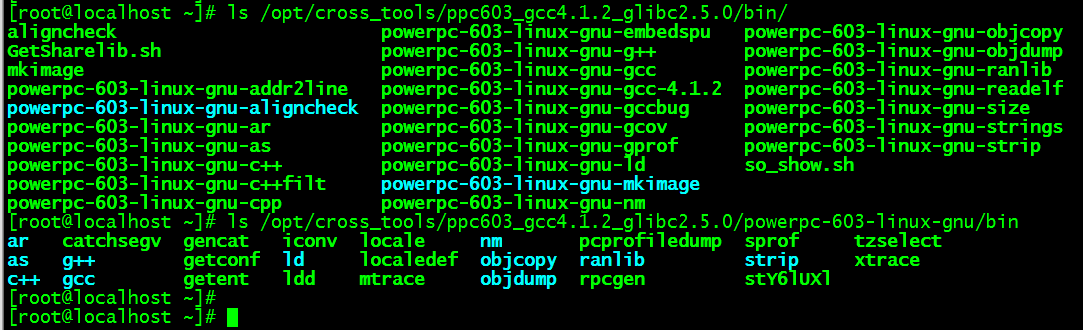 [root@localhost ~]# ls /opt/cross_tools/ppc603_gcc4.1.2_glibc2.5.0/bin/
aligncheck powerpc-603-linux-gnu-embedspu powerpc-603-linux-gnu-objcopy
GetSharelib.sh powerpc-603-linux-gnu-g++ powerpc-603-linux-gnu-objdump
mkimage powerpc-603-linux-gnu-gcc powerpc-603-linux-gnu-ranlib
powerpc-603-linux-gnu-addr2line powerpc-603-linux-gnu-gcc-4.1.2 powerpc-603-linux-gnu-readelf
powerpc-603-linux-gnu-aligncheck powerpc-603-linux-gnu-gccbug powerpc-603-linux-gnu-size
powerpc-603-linux-gnu-ar powerpc-603-linux-gnu-gcov powerpc-603-linux-gnu-strings
powerpc-603-linux-gnu-as powerpc-603-linux-gnu-gprof powerpc-603-linux-gnu-strip
powerpc-603-linux-gnu-c++ powerpc-603-linux-gnu-ld so_show.sh
powerpc-603-linux-gnu-c++filt powerpc-603-linux-gnu-mkimage
powerpc-603-linux-gnu-cpp powerpc-603-linux-gnu-nm
[root@localhost ~]# ls /opt/cross_tools/ppc603_gcc4.1.2_glibc2.5.0/powerpc-603-linux-gnu/bin
ar catchsegv gencat iconv locale nm pcprofiledump sprof tzselect
as g++ getconf ld localedef objcopy ranlib strip xtrace
c++ gcc getent ldd mtrace objdump rpcgen stY6lUXl
[root@localhost ~]#
[root@localhost ~]#